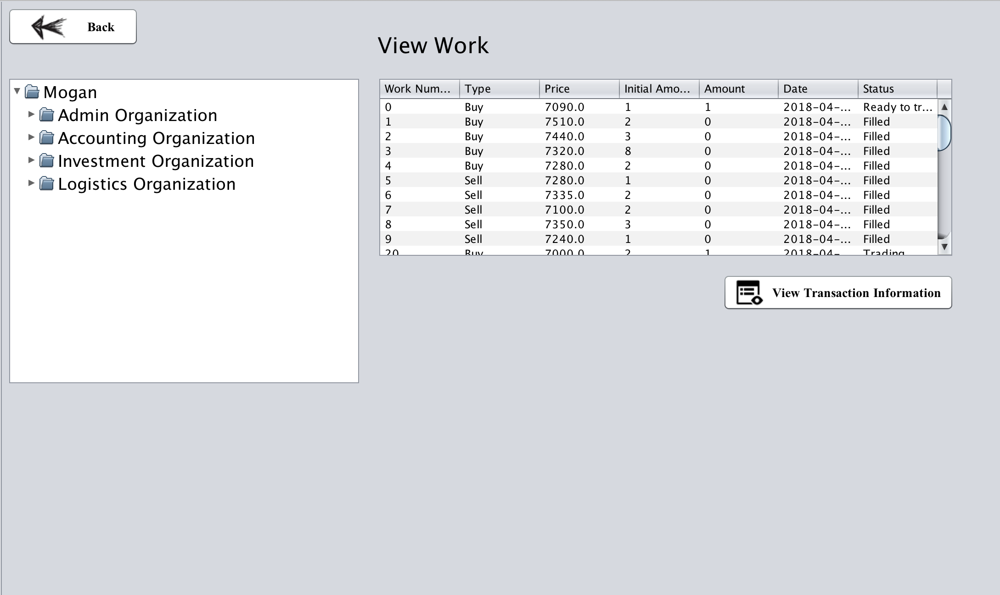 Back
View Work
Mogan
Admin Organization
Accounting Organization
Investment Organization
Logistics Organization
Work Num... Type Price Initial Amo... Amount Date Status
0 Buy 7090.0 1 1 2018-04-... Ready to tr...
1 Buy 7510.0 2 0 2018-04-... Filled
2 Buy 7440.0 3 0 2018-04-... Filled
3 Buy 7320.0 8 0 2018-04-... Filled
4 Buy 7280.0 2 0 2018-04-... Filled
5 Sell 7280.0 1 0 2018-04-... Filled
6 Sell 7335.0 2 0 2018-04-... Filled
7 Sell 7100.0 2 0 2018-04-... Filled
8 Sell 7350.0 3 0 2018-04-... Filled
9 Sell 7240.0 1 0 2018-04-... Filled
20 Buy 7000.0 2 1 2018-04-... Trading
View Transaction Information